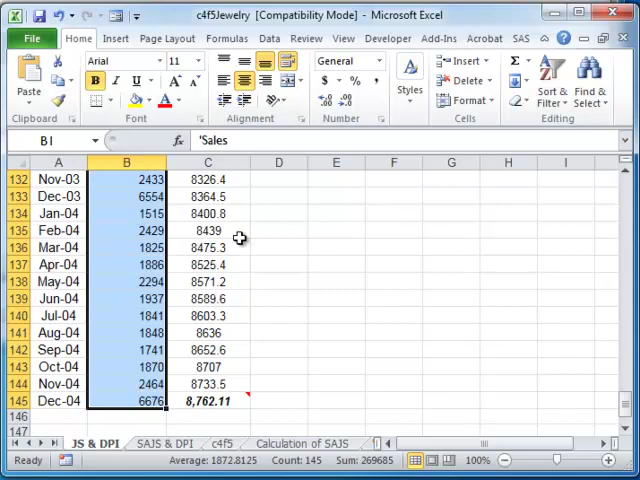 c4f5Jewelry [Compatibility Mode] - Microsoft Excel
File Home Insert Page Layout Formulas Data Review View Developer Add-Ins SAS Acrobat
Paste
Clipboard
Arial 11
B I U A A
A
Font
Alignment
General
$ % ,
.0 .00 .00 .0
Number
A
Styles
Insert
Delete
Format
Cells
Σ
Sort & Filter
Find & Select
Editing
B1 fx 'Sales
A B C D E F G H I
132 Nov-03 2433 8326.4
133 Dec-03 6554 8364.5
134 Jan-04 1515 8400.8
135 Feb-04 2429 8439
136 Mar-04 1825 8475.3
137 Apr-04 1886 8525.4
138 May-04 2294 8571.2
139 Jun-04 1937 8589.6
140 Jul-04 1841 8603.3
141 Aug-04 1848 8636
142 Sep-04 1741 8652.6
143 Oct-04 1870 8707
144 Nov-04 2464 8733.5
145 Dec-04 6676 8,762.11
146
147
JS & DPI SAJS & DPI c4f5 Calculation of SAJS
Ready Average: 1872.8125 Count: 145 Sum: 269685 100%